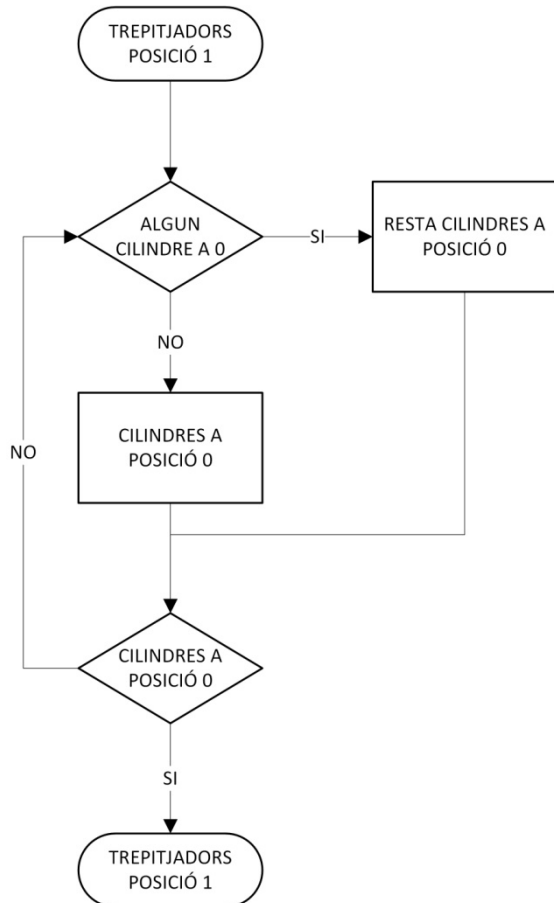 TREPITJADORS
POSICIÓ 1
ALGUN
CILINDRE A 0
SI
RESTA CILINDRES A
POSICIÓ 0
NO
CILINDRES A
POSICIÓ 0
NO
CILINDRES A
POSICIÓ 0
SI
TREPITJADORS
POSICIÓ 1